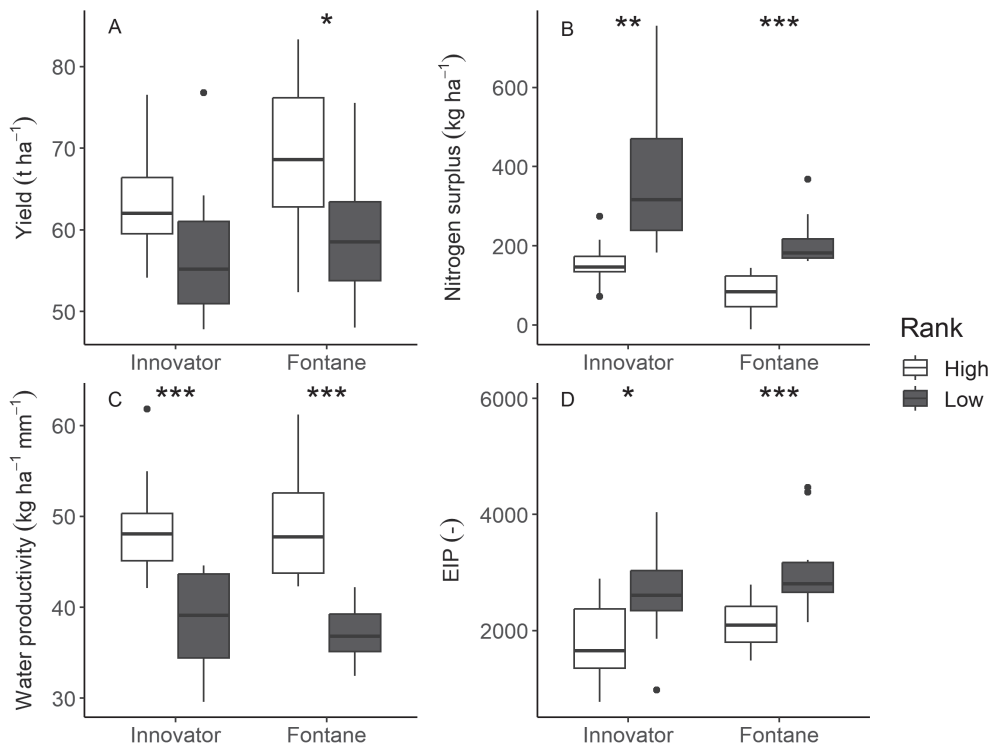 A
*
Yield (t ha⁻¹)
80
70
60
50
Innovator Fontane
B
** ***
Nitrogen surplus (kg ha⁻¹)
600
400
200
0
Innovator Fontane
C
*** ***
Water productivity (kg ha⁻¹ mm⁻¹)
60
50
40
30
Innovator Fontane
D
* ***
EIP (-)
6000
4000
2000
Innovator Fontane
Rank
High
Low